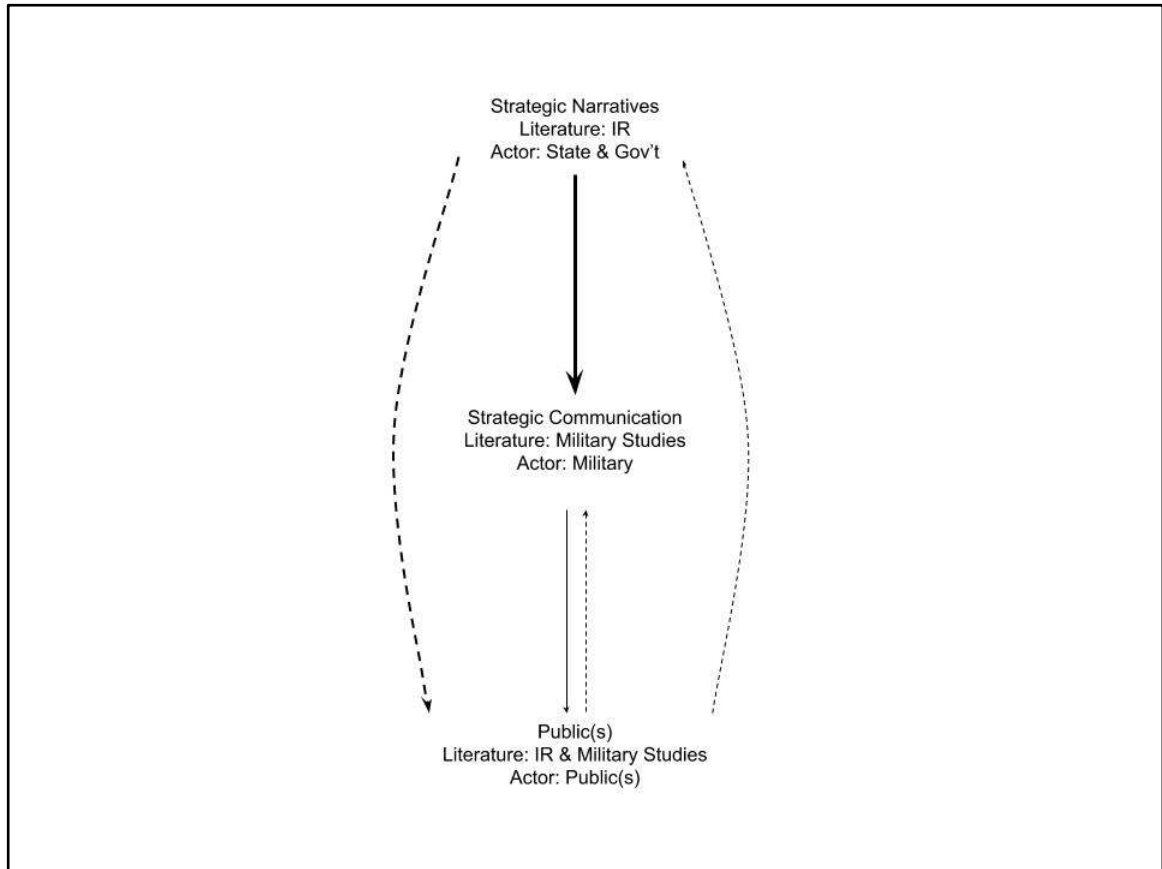 Strategic Narratives
Literature: IR
Actor: State & Gov't
Strategic Communication
Literature: Military Studies
Actor: Military
Public(s)
Literature: IR & Military Studies
Actor: Public(s)